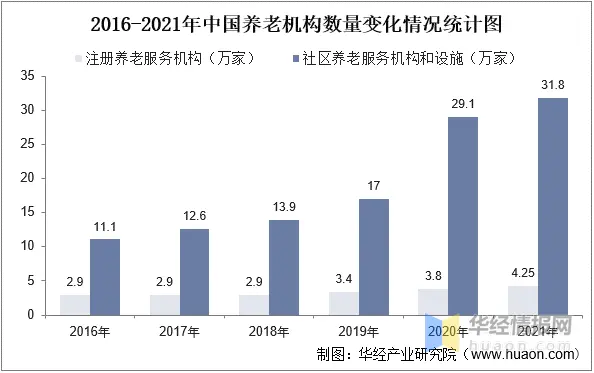 2016-2021年中国养老机构数量变化情况统计图
注册养老服务机构（万家） 社区养老服务机构和设施（万家）
35
30
25
20
15
10
5
0
2.9 11.1 2.9 12.6 2.9 13.9 3.4 17 3.8 29.1 4.25 31.8
2016年 2017年 2018年 2019年 2020年 2021年
华经情报网
huaon.com
制图：华经产业研究院（www.huaon.com）